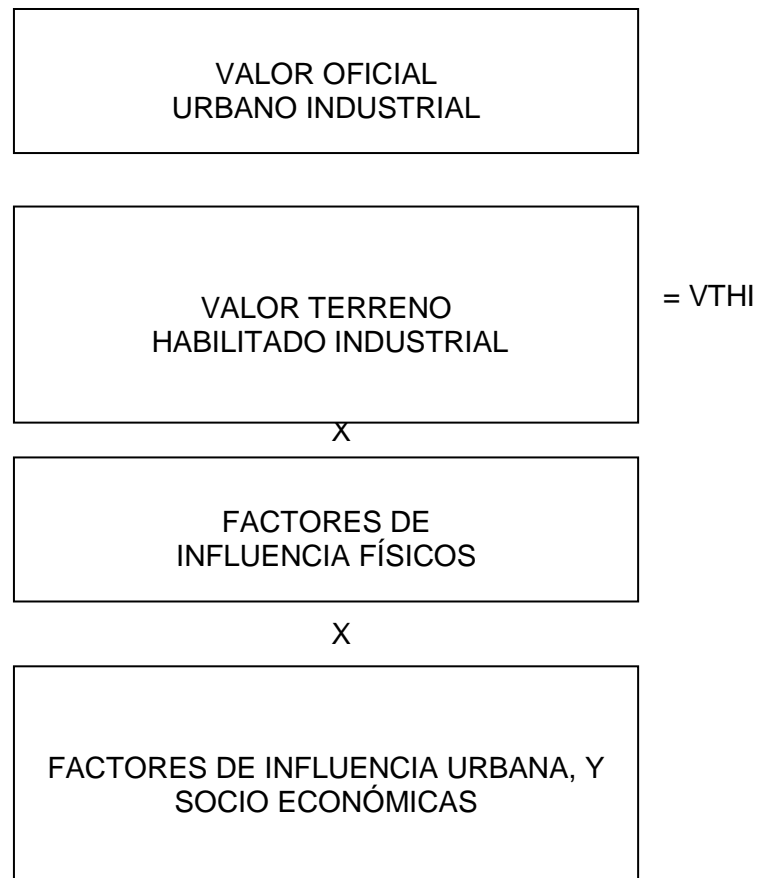 VALOR OFICIAL
URBANO INDUSTRIAL
VALOR TERRENO
HABILITADO INDUSTRIAL
= VTHI
X
FACTORES DE
INFLUENCIA FÍSICOS
X
FACTORES DE INFLUENCIA URBANA, Y
SOCIO ECONÓMICAS